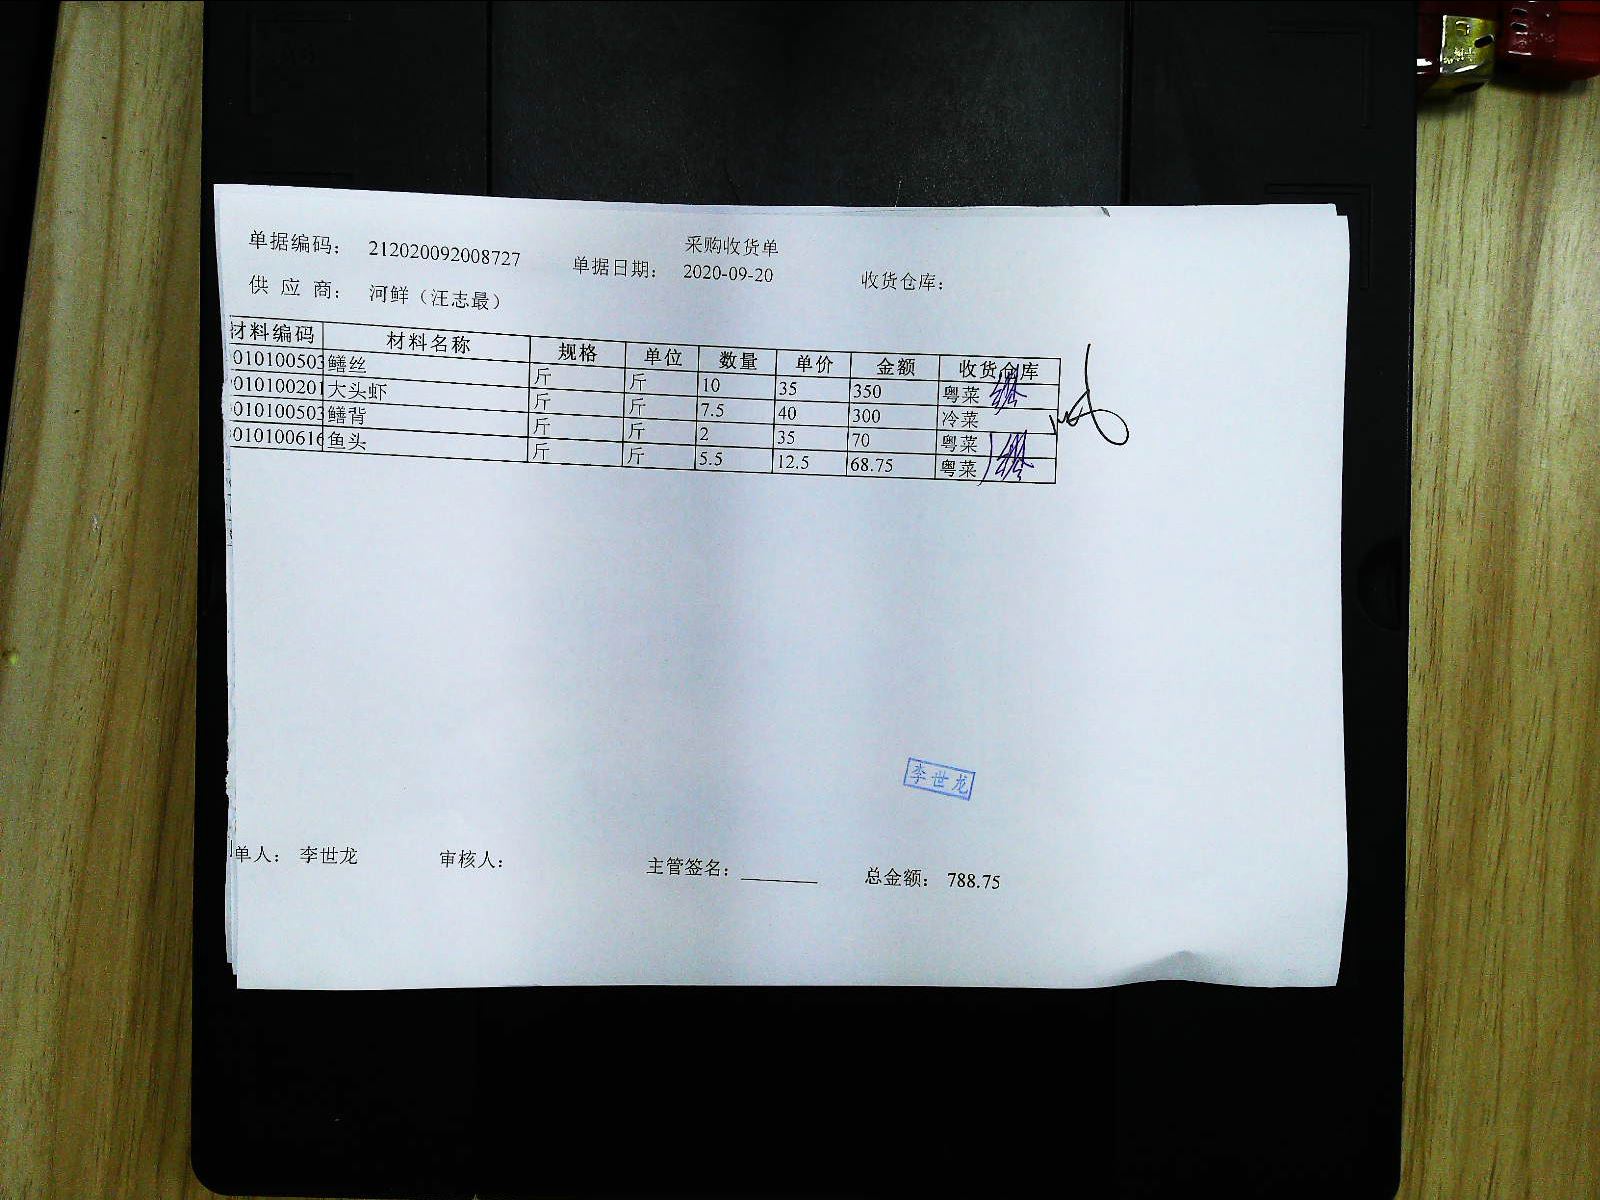 采购收货单
单据编码: 212020092008727 单据日期: 2020-09-20 收货仓库:
供 应 商: 河鲜（汪志最）
材料编码 材料名称 规格 单位 数量 单价 金额 收货仓库
010100503 鳝丝 斤 斤 10 35 350 粤菜
010100201 大头虾 斤 斤 7.5 40 300 冷菜
010100503 鳝背 斤 斤 2 35 70 粤菜
010100616 鱼头 斤 斤 5.5 12.5 68.75 粤菜
李世龙
单人: 李世龙 审核人: 主管签名: 总金额: 788.75